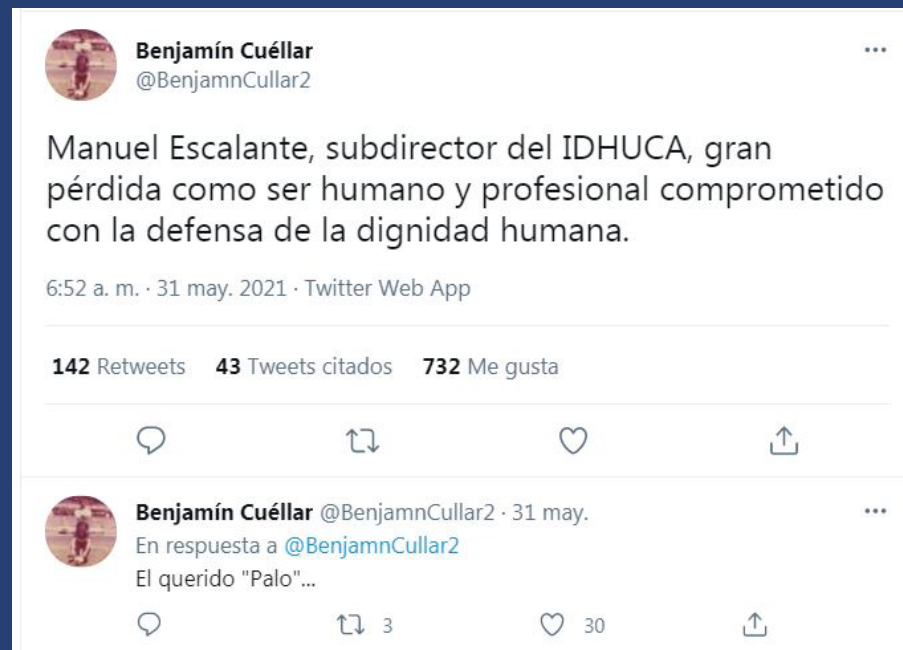 Benjamín Cuéllar
@BenjamnCullar2
Manuel Escalante, subdirector del IDHUCA, gran
pérdida como ser humano y profesional comprometido
con la defensa de la dignidad humana.
6:52 a. m. · 31 may. 2021 · Twitter Web App
142 Retweets 43 Tweets citados 732 Me gusta
Benjamín Cuéllar @BenjamnCullar2 · 31 may.
En respuesta a @BenjamnCullar2
El querido "Palo"...
3 30